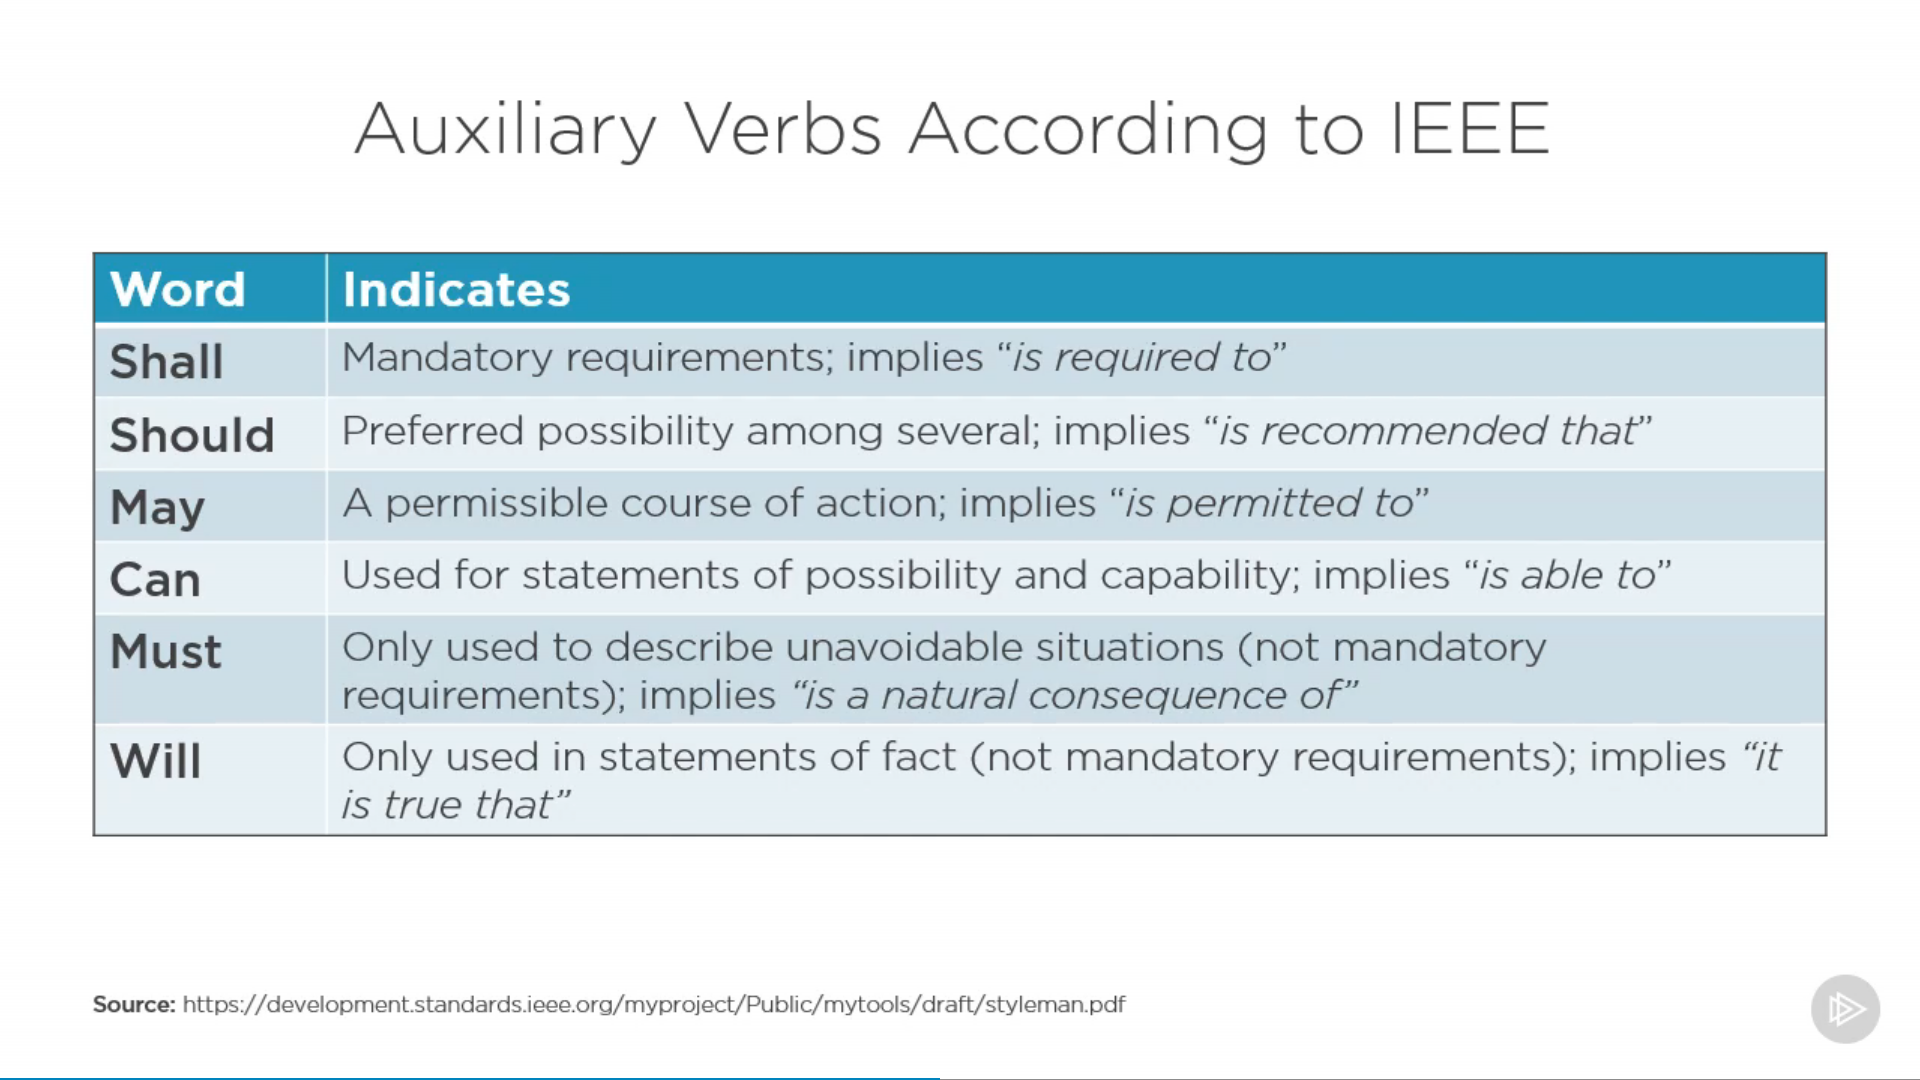 Auxiliary Verbs According to IEEE
Word Indicates
Shall Mandatory requirements; implies “is required to”
Should Preferred possibility among several; implies “is recommended that”
May A permissible course of action; implies “is permitted to”
Can Used for statements of possibility and capability; implies “is able to”
Must Only used to describe unavoidable situations (not mandatory
requirements); implies “is a natural consequence of”
Will Only used in statements of fact (not mandatory requirements); implies “it
is true that”
Source: https://development.standards.ieee.org/myproject/Public/mytools/draft/styleman.pdf